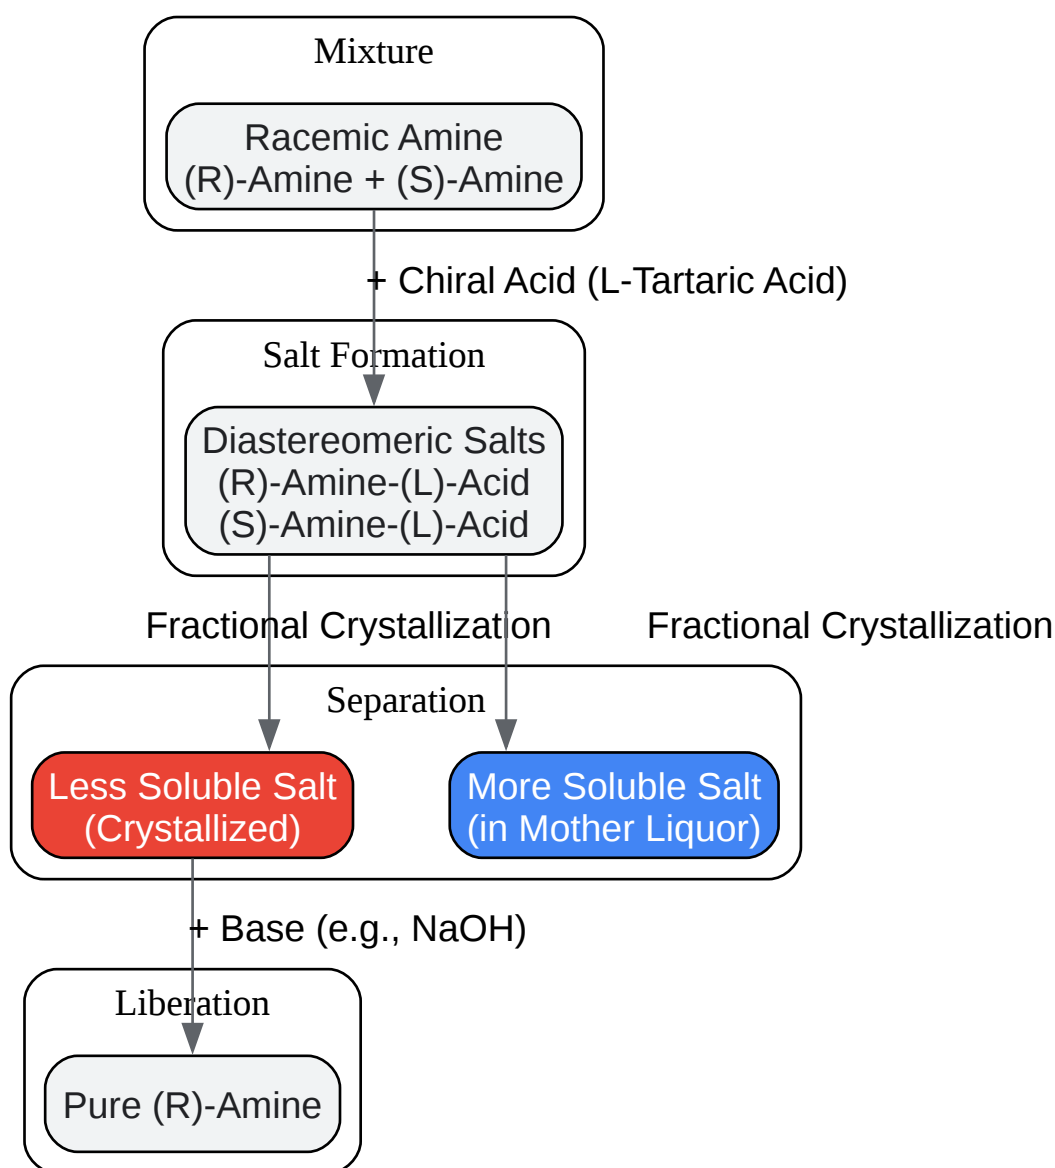 Mixture
Racemic Amine
(R)-Amine + (S)-Amine
+ Chiral Acid (L-Tartaric Acid)
Salt Formation
Diastereomeric Salts
(R)-Amine-(L)-Acid
(S)-Amine-(L)-Acid
Fractional Crystallization
Fractional Crystallization
Separation
Less Soluble Salt
(Crystallized)
More Soluble Salt
(in Mother Liquor)
+ Base (e.g., NaOH)
Liberation
Pure (R)-Amine